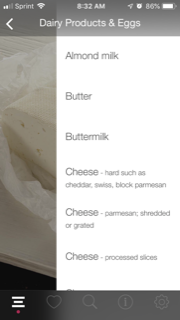 Sprint 8:32 AM 86%
Dairy Products & Eggs
Almond milk
Butter
Buttermilk
Cheese - hard such as
cheddar, swiss, block parmesan
Cheese - parmesan; shredded
or grated
Cheese - processed slices